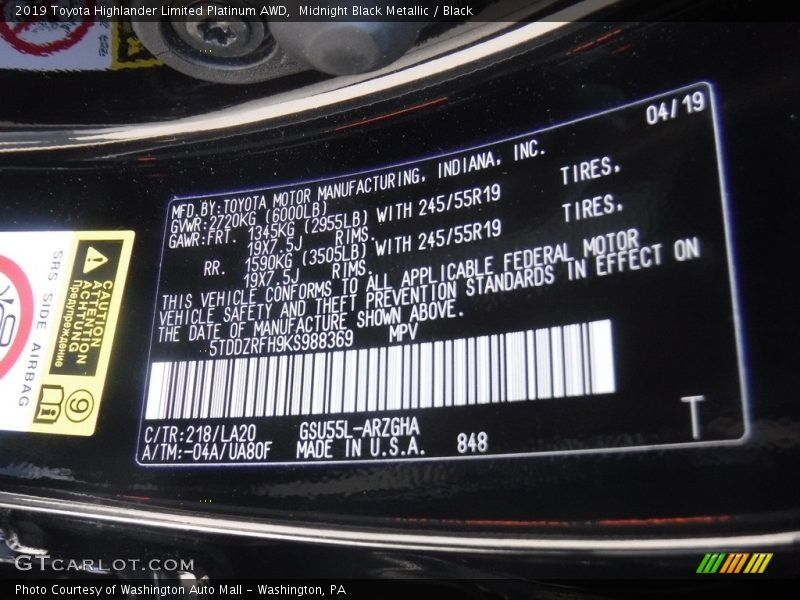 2019 Toyota Highlander Limited Platinum AWD,  Midnight Black Metallic / Black
04/19
MFD.BY:TOYOTA MOTOR MANUFACTURING, INDIANA, INC.
GVWR:2720KG (6000LB)
GAWR:FRT. 1345KG (2955LB) WITH 245/55R19 TIRES.
19X7.5J RIMS.
RR. 1590KG (3505LB) WITH 245/55R19 TIRES.
19X7.5J RIMS.
THIS VEHICLE CONFORMS TO ALL APPLICABLE FEDERAL MOTOR
VEHICLE SAFETY AND THEFT PREVENTION STANDARDS IN EFFECT ON
THE DATE OF MANUFACTURE SHOWN ABOVE.
5TDDZRFH9KS988369 MPV
C/TR:218/LA20 GSU55L-ARZGHA
A/TM:-04A/UA80F MADE IN U.S.A. 848
T
SRS SIDE AIRBAG
CAUTION
ATTENTION
ACHTUNG
Предупреждение
9
GTCARLOT.COM
Photo Courtesy of Washington Auto Mall - Washington, PA